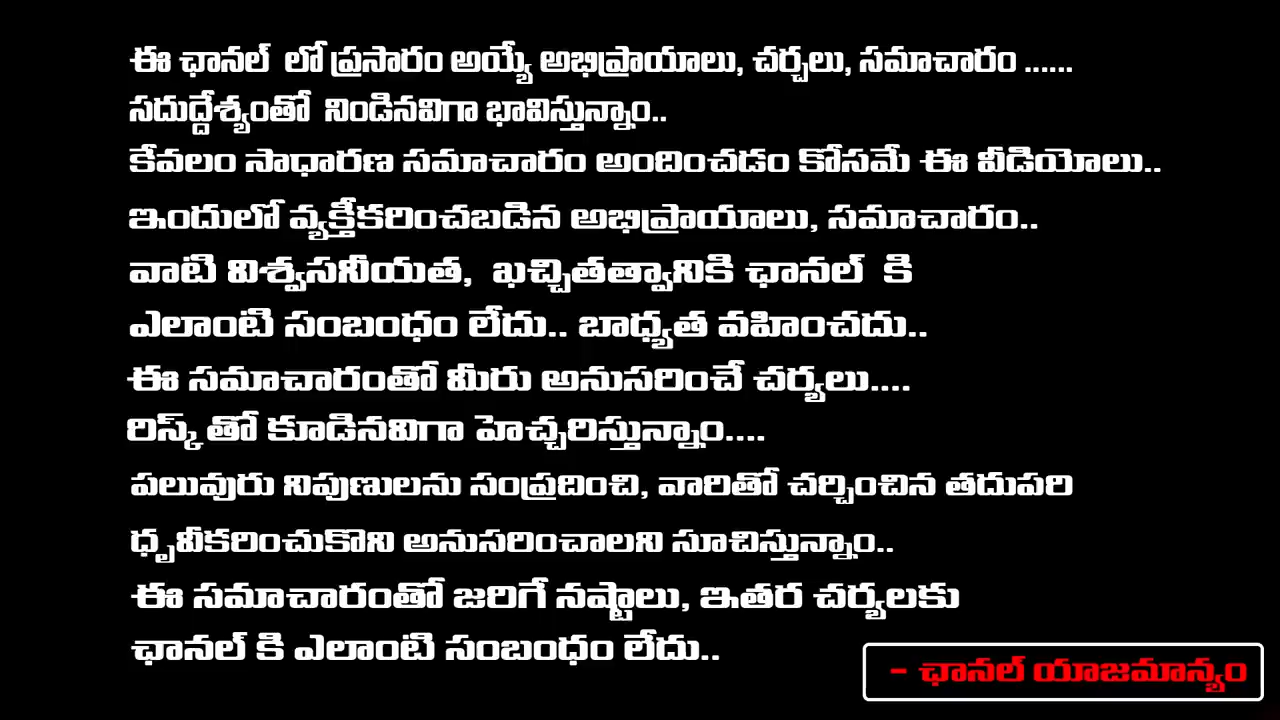 ఈ ఛానల్ లో ప్రసారం అయ్యే అభిప్రాయాలు, చర్చలు, సమాచారం ......
సదుద్దేశ్యంతో నిండినవిగా భావిస్తున్నాం..
కేవలం సాధారణ సమాచారం అందించడం కోసమే ఈ వీడియోలు..
ఇందులో వ్యక్తీకరించబడిన అభిప్రాయాలు, సమాచారం..
వాటి విశ్వసనీయత, ఖచ్చితత్వానికి ఛానల్ కి
ఎలాంటి సంబంధం లేదు.. బాధ్యత వహించదు..
ఈ సమాచారంతో మీరు అనుసరించే చర్యలు....
రిస్క్ తో కూడినవిగా హెచ్చరిస్తున్నాం....
పలువురు నిపుణులను సంప్రదించి, వారితో చర్చించిన తదుపరి
ధృవీకరించుకొని అనుసరించాలని సూచిస్తున్నాం..
ఈ సమాచారంతో జరిగే నష్టాలు, ఇతర చర్యలకు
ఛానల్ కి ఎలాంటి సంబంధం లేదు..
- ఛానల్ యాజమాన్యం